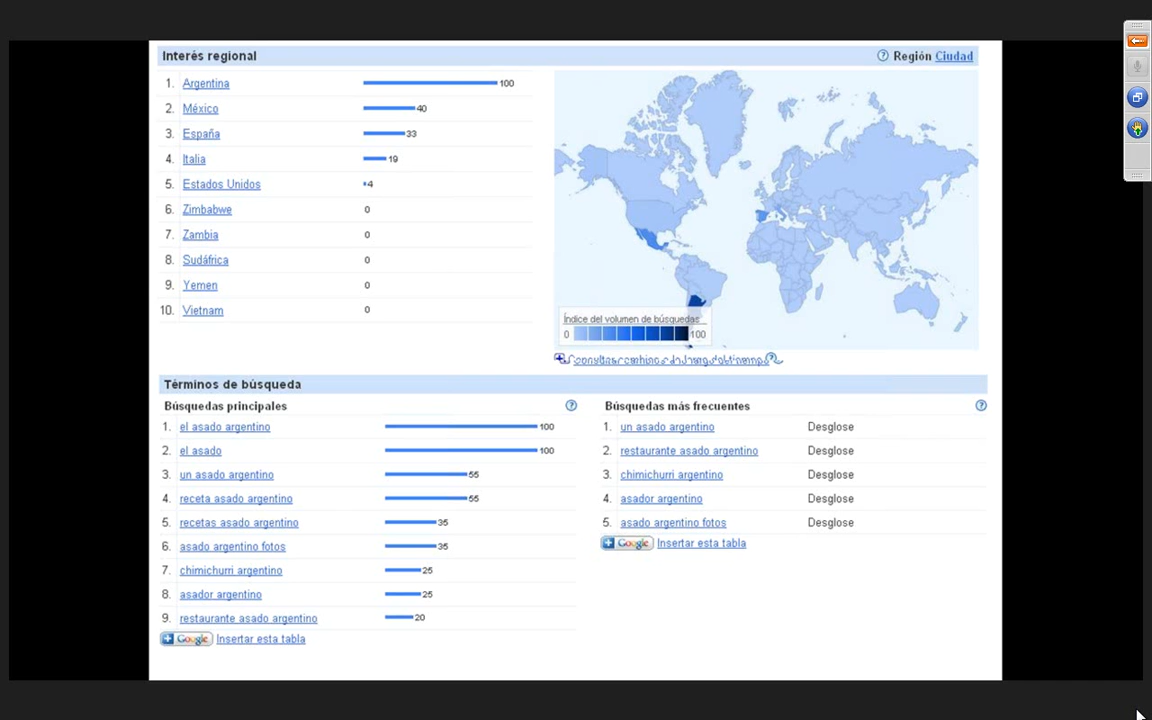 Interés regional
Región Ciudad
1. Argentina 100
2. México 40
3. España 33
4. Italia 19
5. Estados Unidos 4
6. Zimbabwe 0
7. Zambia 0
8. Sudáfrica 0
9. Yemen 0
10. Vietnam 0
Índice del volumen de búsquedas
0 100
Términos de búsqueda
Búsquedas principales
1. el asado argentino 100
2. el asado 100
3. un asado argentino 55
4. receta asado argentino 55
5. recetas asado argentino 35
6. asado argentino fotos 35
7. chimichurri argentino 25
8. asador argentino 25
9. restaurante asado argentino 20
Google Insertar esta tabla
Búsquedas más frecuentes
1. un asado argentino Desglose
2. restaurante asado argentino Desglose
3. chimichurri argentino Desglose
4. asador argentino Desglose
5. asado argentino fotos Desglose
Google Insertar esta tabla